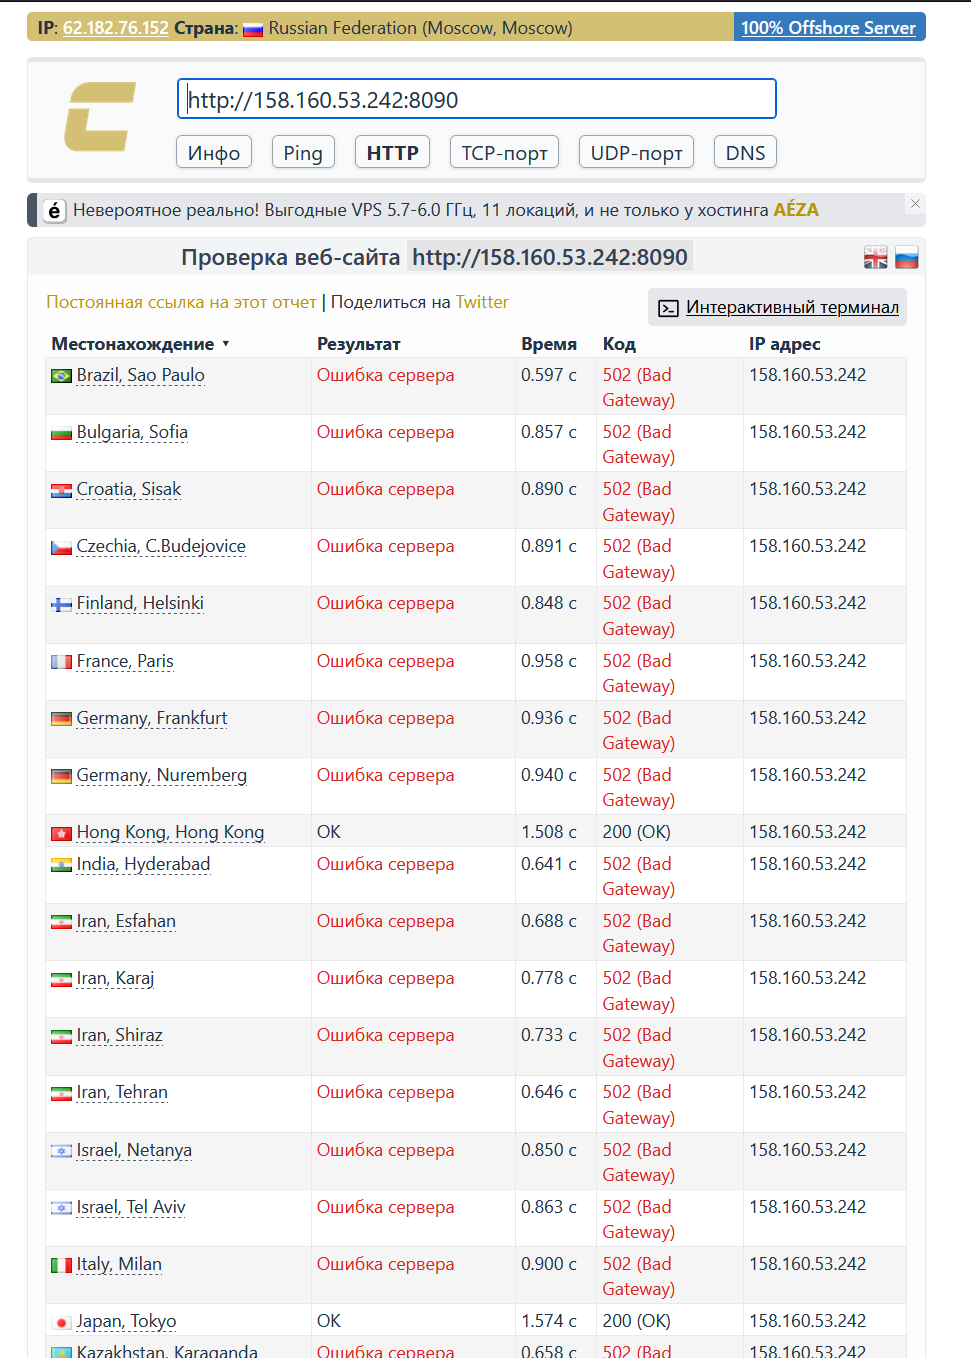 IP: 62.182.76.152 Страна: Russian Federation (Moscow, Moscow)
100% Offshore Server
http://158.160.53.242:8090
Инфо Ping HTTP TCP-порт UDP-порт DNS
é Невероятное реально! Выгодные VPS 5.7-6.0 ГГц, 11 локаций, и не только у хостинга AÉZA
Проверка веб-сайта http://158.160.53.242:8090
Постоянная ссылка на этот отчет | Поделиться на Twitter
Интерактивный терминал
Местонахождение Результат Время Код IP адрес
Brazil, Sao Paulo Ошибка сервера 0.597 с 502 (Bad 158.160.53.242
Gateway)
Bulgaria, Sofia Ошибка сервера 0.857 с 502 (Bad 158.160.53.242
Gateway)
Croatia, Sisak Ошибка сервера 0.890 с 502 (Bad 158.160.53.242
Gateway)
Czechia, C.Budejovice Ошибка сервера 0.891 с 502 (Bad 158.160.53.242
Gateway)
Finland, Helsinki Ошибка сервера 0.848 с 502 (Bad 158.160.53.242
Gateway)
France, Paris Ошибка сервера 0.958 с 502 (Bad 158.160.53.242
Gateway)
Germany, Frankfurt Ошибка сервера 0.936 с 502 (Bad 158.160.53.242
Gateway)
Germany, Nuremberg Ошибка сервера 0.940 с 502 (Bad 158.160.53.242
Gateway)
Hong Kong, Hong Kong OK 1.508 с 200 (OK) 158.160.53.242
India, Hyderabad Ошибка сервера 0.641 с 502 (Bad 158.160.53.242
Gateway)
Iran, Esfahan Ошибка сервера 0.688 с 502 (Bad 158.160.53.242
Gateway)
Iran, Karaj Ошибка сервера 0.778 с 502 (Bad 158.160.53.242
Gateway)
Iran, Shiraz Ошибка сервера 0.733 с 502 (Bad 158.160.53.242
Gateway)
Iran, Tehran Ошибка сервера 0.646 с 502 (Bad 158.160.53.242
Gateway)
Israel, Netanya Ошибка сервера 0.850 с 502 (Bad 158.160.53.242
Gateway)
Israel, Tel Aviv Ошибка сервера 0.863 с 502 (Bad 158.160.53.242
Gateway)
Italy, Milan Ошибка сервера 0.900 с 502 (Bad 158.160.53.242
Gateway)
Japan, Tokyo OK 1.574 с 200 (OK) 158.160.53.242
Kazakhstan, Karaganda Ошибка сервера 0.658 с 502 (Bad 158.160.53.242